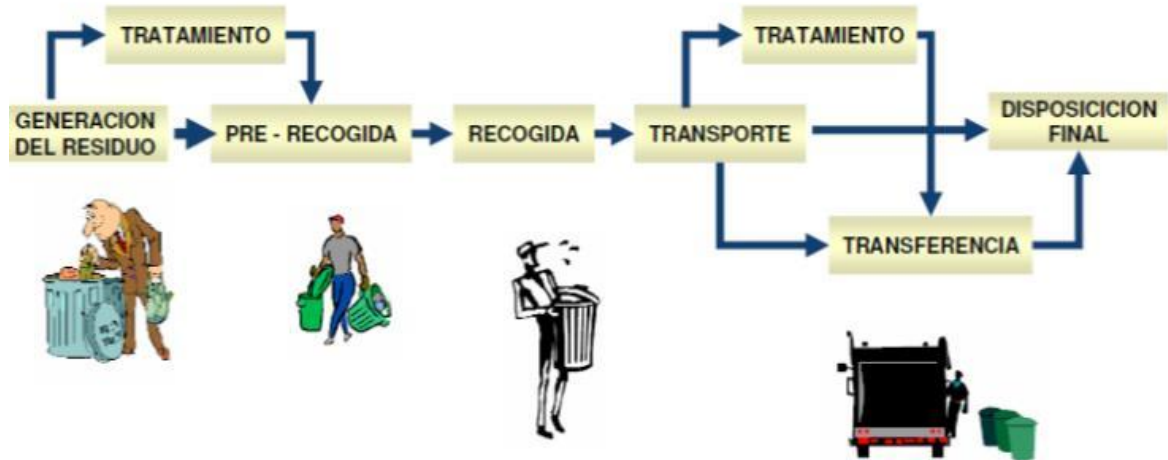 TRATAMIENTO
TRATAMIENTO
GENERACION
DEL RESIDUO
PRE - RECOGIDA
RECOGIDA
TRANSPORTE
DISPOSICICION
FINAL
TRANSFERENCIA